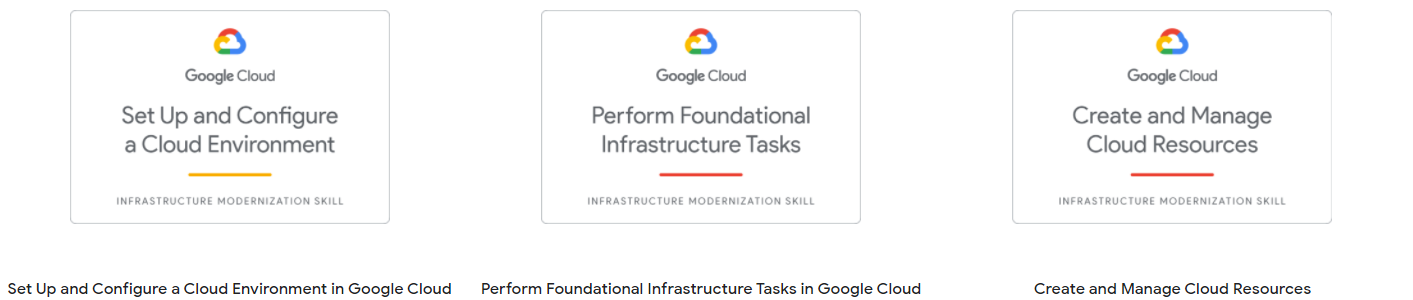 Google Cloud
Set Up and Configure
a Cloud Environment
INFRASTRUCTURE MODERNIZATION SKILL
Set Up and Configure a Cloud Environment in Google Cloud
Google Cloud
Perform Foundational
Infrastructure Tasks
INFRASTRUCTURE MODERNIZATION SKILL
Perform Foundational Infrastructure Tasks in Google Cloud
Google Cloud
Create and Manage
Cloud Resources
INFRASTRUCTURE MODERNIZATION SKILL
Create and Manage Cloud Resources